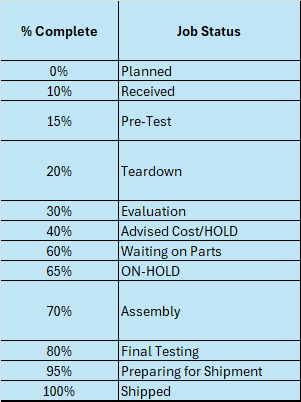 % Complete Job Status
0% Planned
10% Received
15% Pre-Test
20% Teardown
30% Evaluation
40% Advised Cost/HOLD
60% Waiting on Parts
65% ON-HOLD
70% Assembly
80% Final Testing
95% Preparing for Shipment
100% Shipped